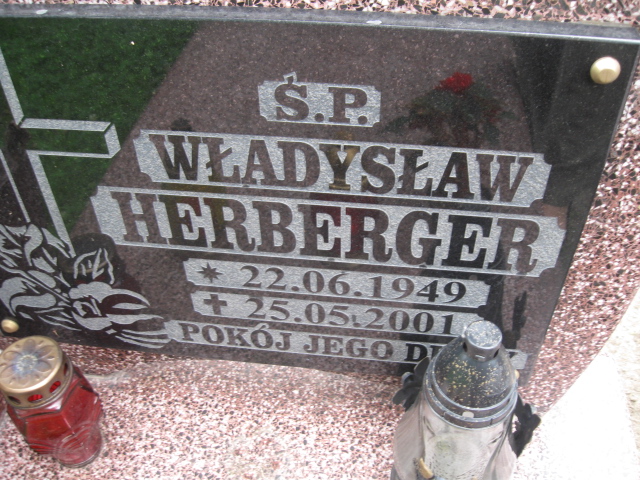 Ś.P.
WŁADYSŁAW
HERBERGER
* 22.06.1949
✝ 25.05.2001
POKÓJ JEGO